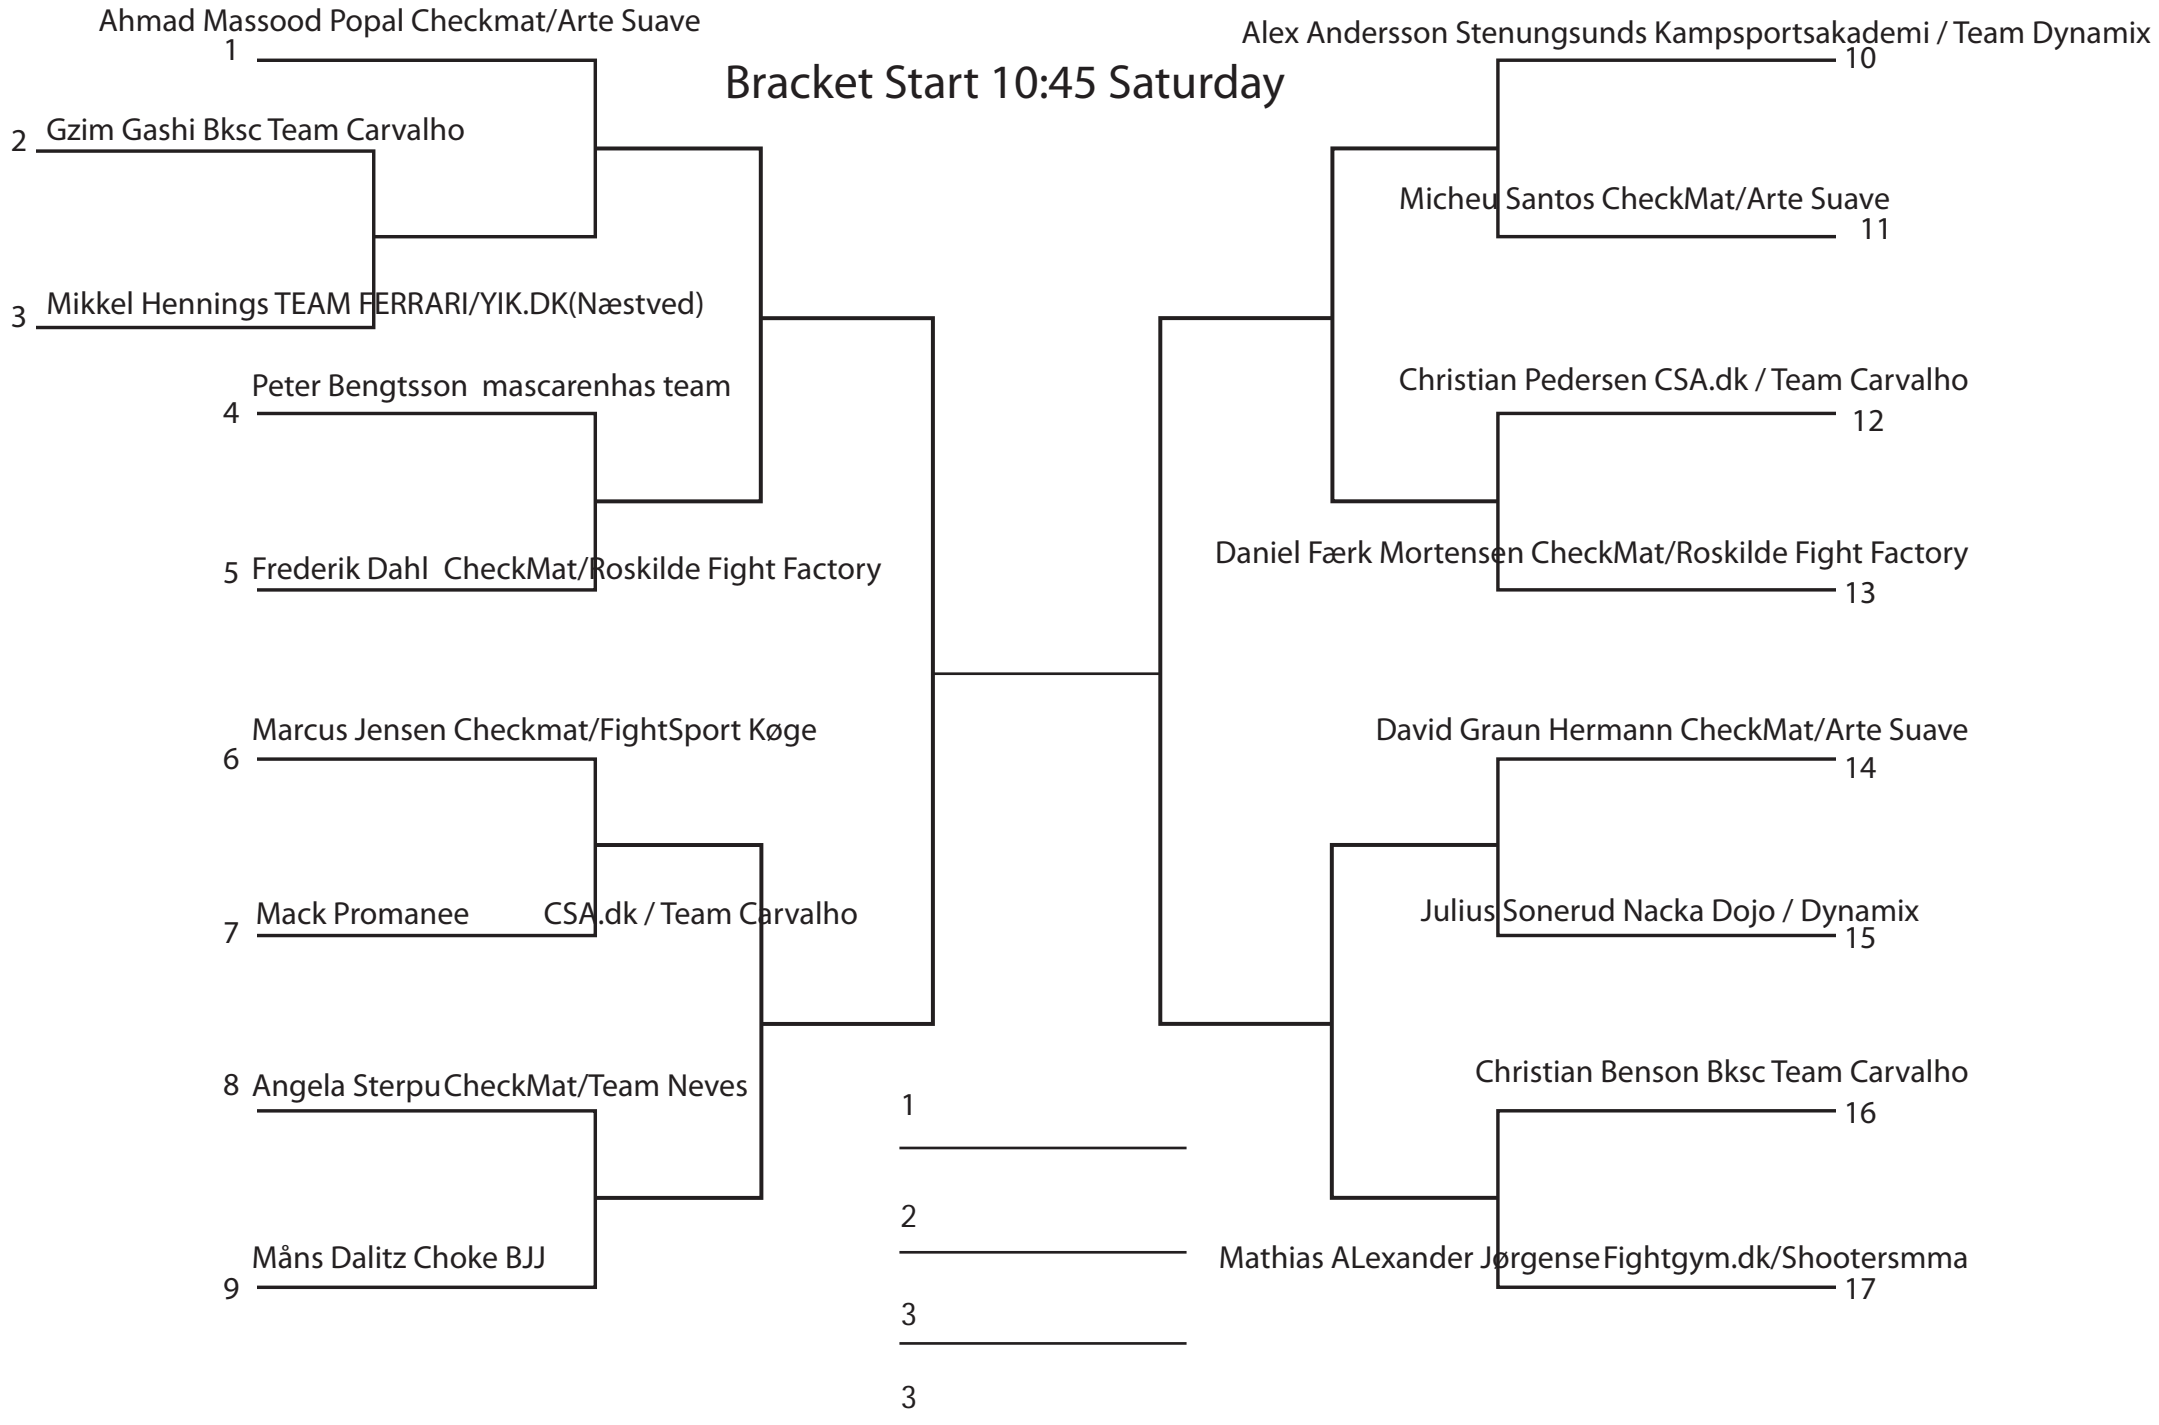 Ahmad Massood Popal Checkmat/Arte Suave
1
Bracket Start 10:45 Saturday
2 Gzim Gashi Bksc Team Carvalho
3 Mikkel Hennings TEAM FERRARI/YIK.DK(Næstved)
Peter Bengtsson mascarenhas team
4
5 Frederik Dahl CheckMat/Roskilde Fight Factory
Marcus Jensen Checkmat/FightSport Køge
6
Mack Promanee CSA.dk / Team Carvalho
7
8 Angela Sterpu CheckMat/Team Neves
Måns Dalitz Choke BJJ
9
Alex Andersson Stenungsunds Kampsportsakademi / Team Dynamix
10
Micheu Santos CheckMat/Arte Suave
11
Christian Pedersen CSA.dk / Team Carvalho
12
Daniel Færk Mortensen CheckMat/Roskilde Fight Factory
13
David Graun Hermann CheckMat/Arte Suave
14
Julius Sonerud Nacka Dojo / Dynamix
15
Christian Benson Bksc Team Carvalho
16
Mathias ALexander Jørgense Fightgym.dk/Shootersmma
17
1
2
3
3